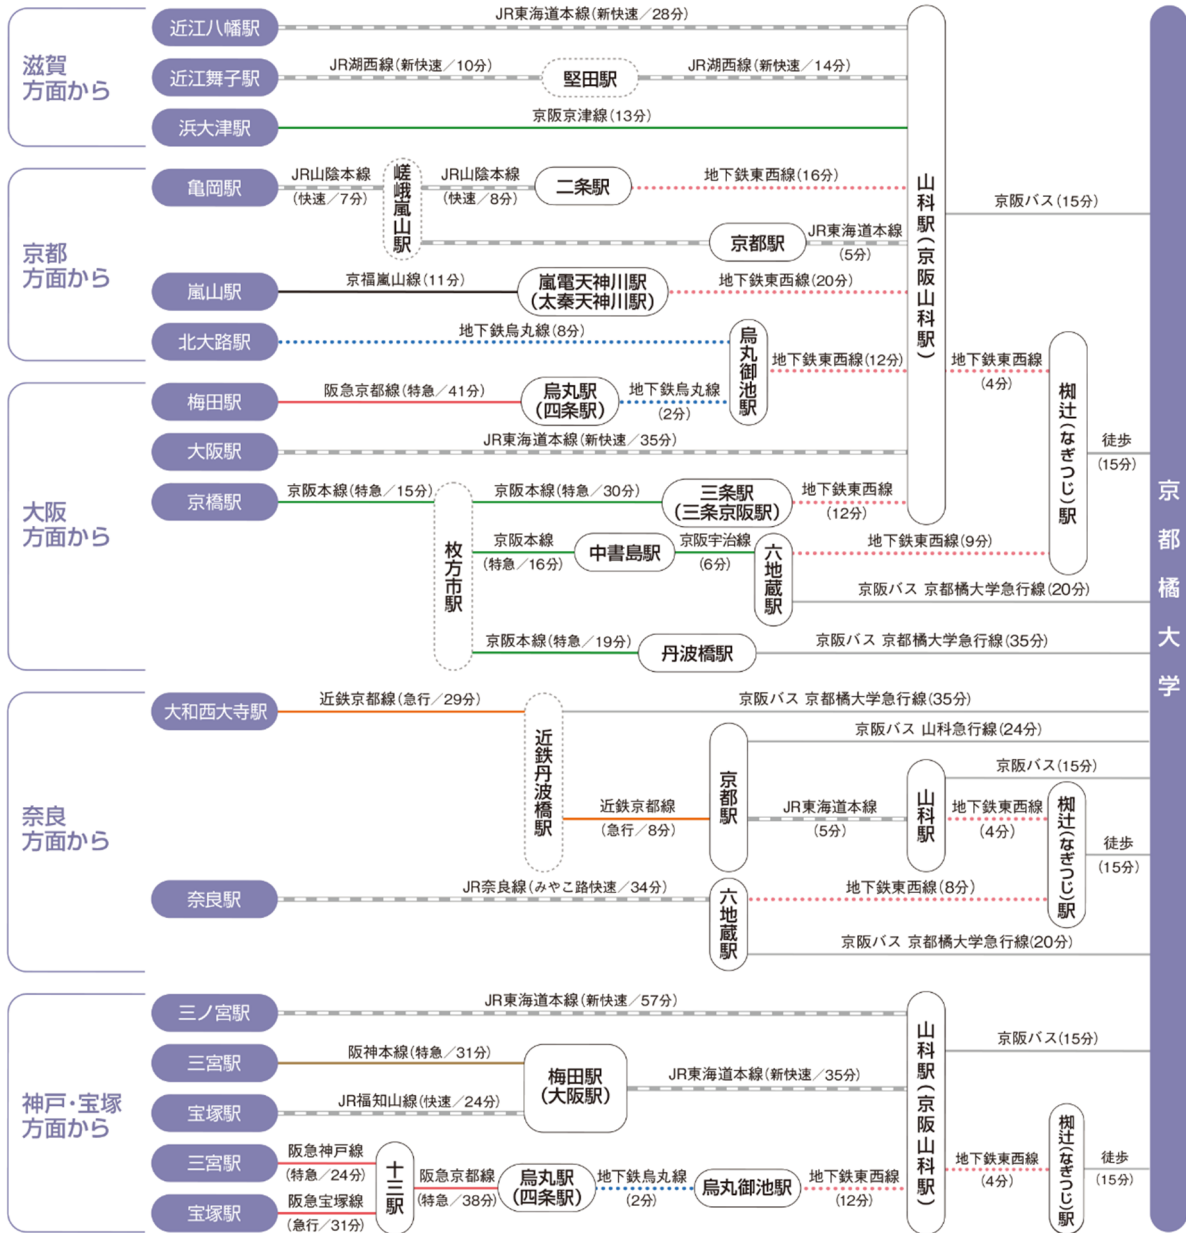 滋賀
方面から
近江八幡駅
JR東海道本線(新快速／28分)
近江舞子駅
JR湖西線(新快速／10分)
堅田駅
JR湖西線(新快速／14分)
浜大津駅
京阪京津線(13分)
京都
方面から
亀岡駅
JR山陰本線
(快速／7分)
嵯峨嵐山駅
JR山陰本線
(快速／8分)
二条駅
地下鉄東西線(16分)
京都駅
JR東海道本線
(5分)
嵐山駅
京福嵐山線(11分)
嵐電天神川駅
(太秦天神川駅)
地下鉄東西線(20分)
北大路駅
地下鉄烏丸線(8分)
烏丸御池駅
地下鉄東西線(12分)
山科駅(京阪山科駅)
京阪バス(15分)
地下鉄東西線
(4分)
椥辻(なぎつじ)駅
徒歩
(15分)
京都橘大学
大阪
方面から
梅田駅
阪急京都線(特急／41分)
烏丸駅
(四条駅)
地下鉄烏丸線
(2分)
大阪駅
JR東海道本線(新快速／35分)
京橋駅
京阪本線(特急／15分)
枚方市駅
京阪本線(特急／30分)
三条駅
(三条京阪駅)
地下鉄東西線
(12分)
京阪本線
(特急／16分)
中書島駅
京阪宇治線
(6分)
六地蔵駅
地下鉄東西線(9分)
京阪バス 京都橘大学急行線(20分)
京阪本線(特急／19分)
丹波橋駅
京阪バス 京都橘大学急行線(35分)
奈良
方面から
大和西大寺駅
近鉄京都線(急行／29分)
近鉄丹波橋駅
京阪バス 京都橘大学急行線(35分)
近鉄京都線
(急行／8分)
京都駅
京阪バス 山科急行線(24分)
JR東海道本線
(5分)
山科駅
京阪バス(15分)
地下鉄東西線
(4分)
椥辻(なぎつじ)駅
徒歩
(15分)
奈良駅
JR奈良線(みやこ路快速／34分)
六地蔵駅
地下鉄東西線(8分)
京阪バス 京都橘大学急行線(20分)
神戸・宝塚
方面から
三ノ宮駅
JR東海道本線(新快速／57分)
三宮駅
阪神本線(特急／31分)
宝塚駅
JR福知山線(快速／24分)
梅田駅
(大阪駅)
JR東海道本線(新快速／35分)
三宮駅
阪急神戸線
(特急／24分)
宝塚駅
阪急宝塚線
(急行／31分)
十三駅
阪急京都線
(特急／38分)
烏丸駅
(四条駅)
地下鉄烏丸線
(2分)
烏丸御池駅
地下鉄東西線
(12分)
山科駅(京阪山科駅)
京阪バス(15分)
地下鉄東西線
(4分)
椥辻(なぎつじ)駅
徒歩
(15分)